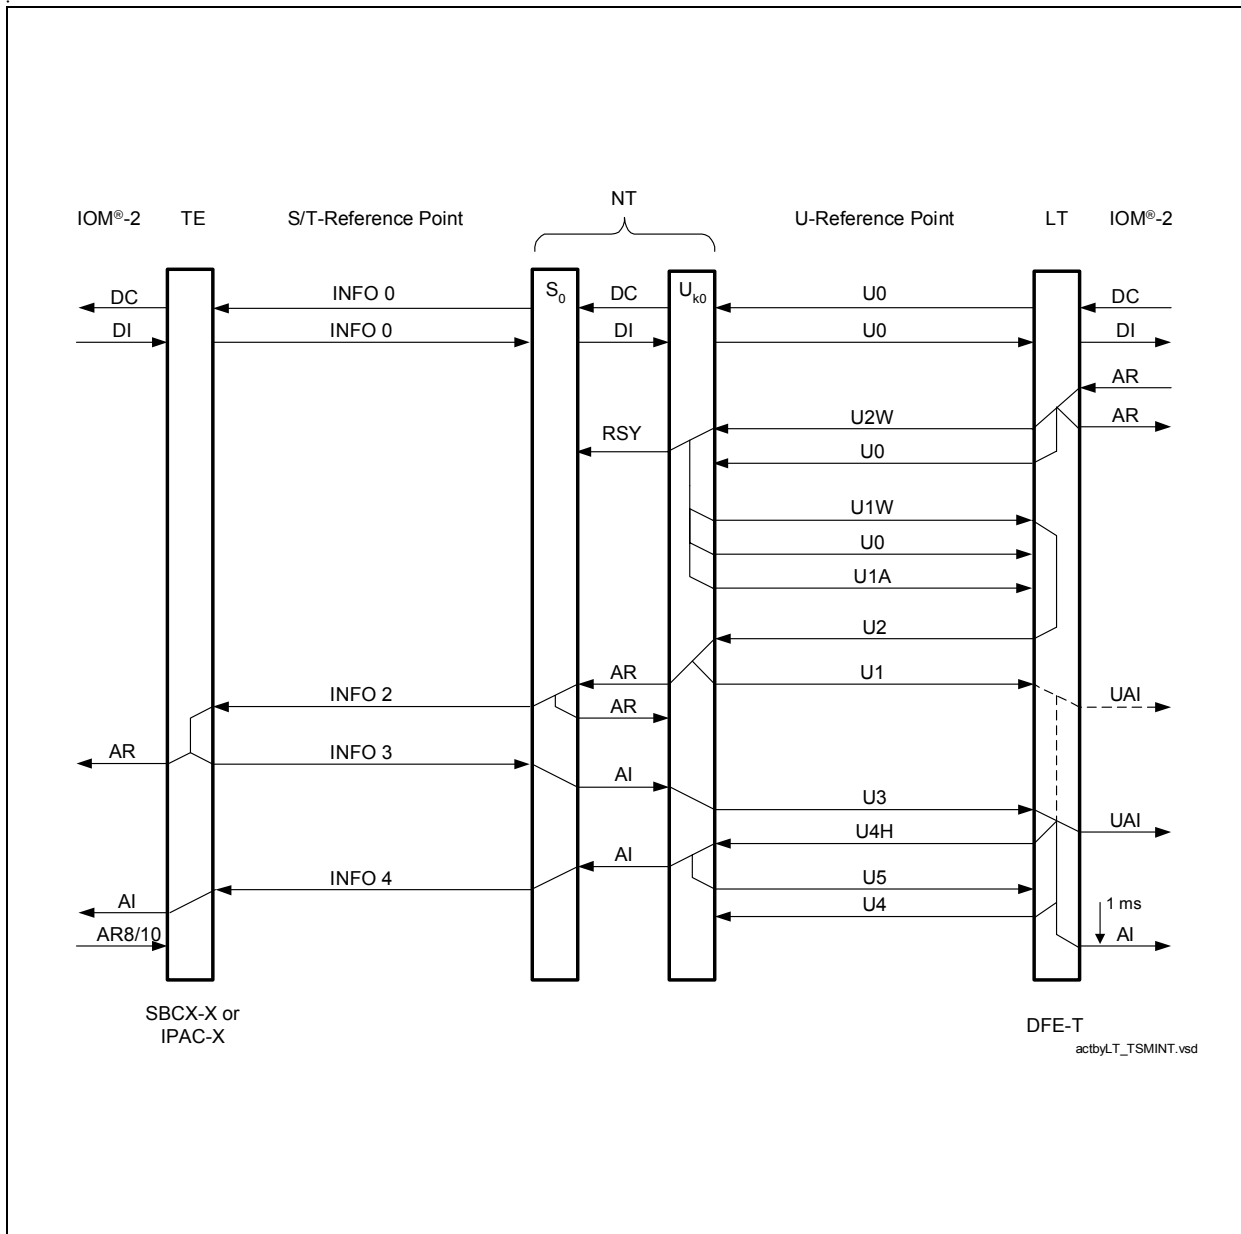 NT
IOM®-2 TE S/T-Reference Point U-Reference Point LT IOM®-2
S0 Uk0
DC INFO 0 DC U0 DC
DI INFO 0 DI U0 DI
AR
U2W AR
RSY
U0
U1W
U0
U1A
U2
AR U1
INFO 2 UAI
AR
AR INFO 3
AI
U3
UAI
U4H
AI
INFO 4 U5
AI U4 1 ms
AR8/10 AI
SBCX-X or
IPAC-X
DFE-T
actbyLT_TSMINT.vsd